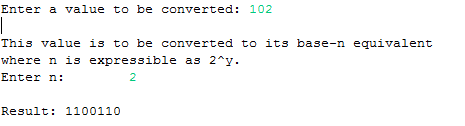 Enter a value to be converted: 102
This value is to be converted to its base-n equivalent
where n is expressible as 2^y.
Enter n: 2
Result: 1100110